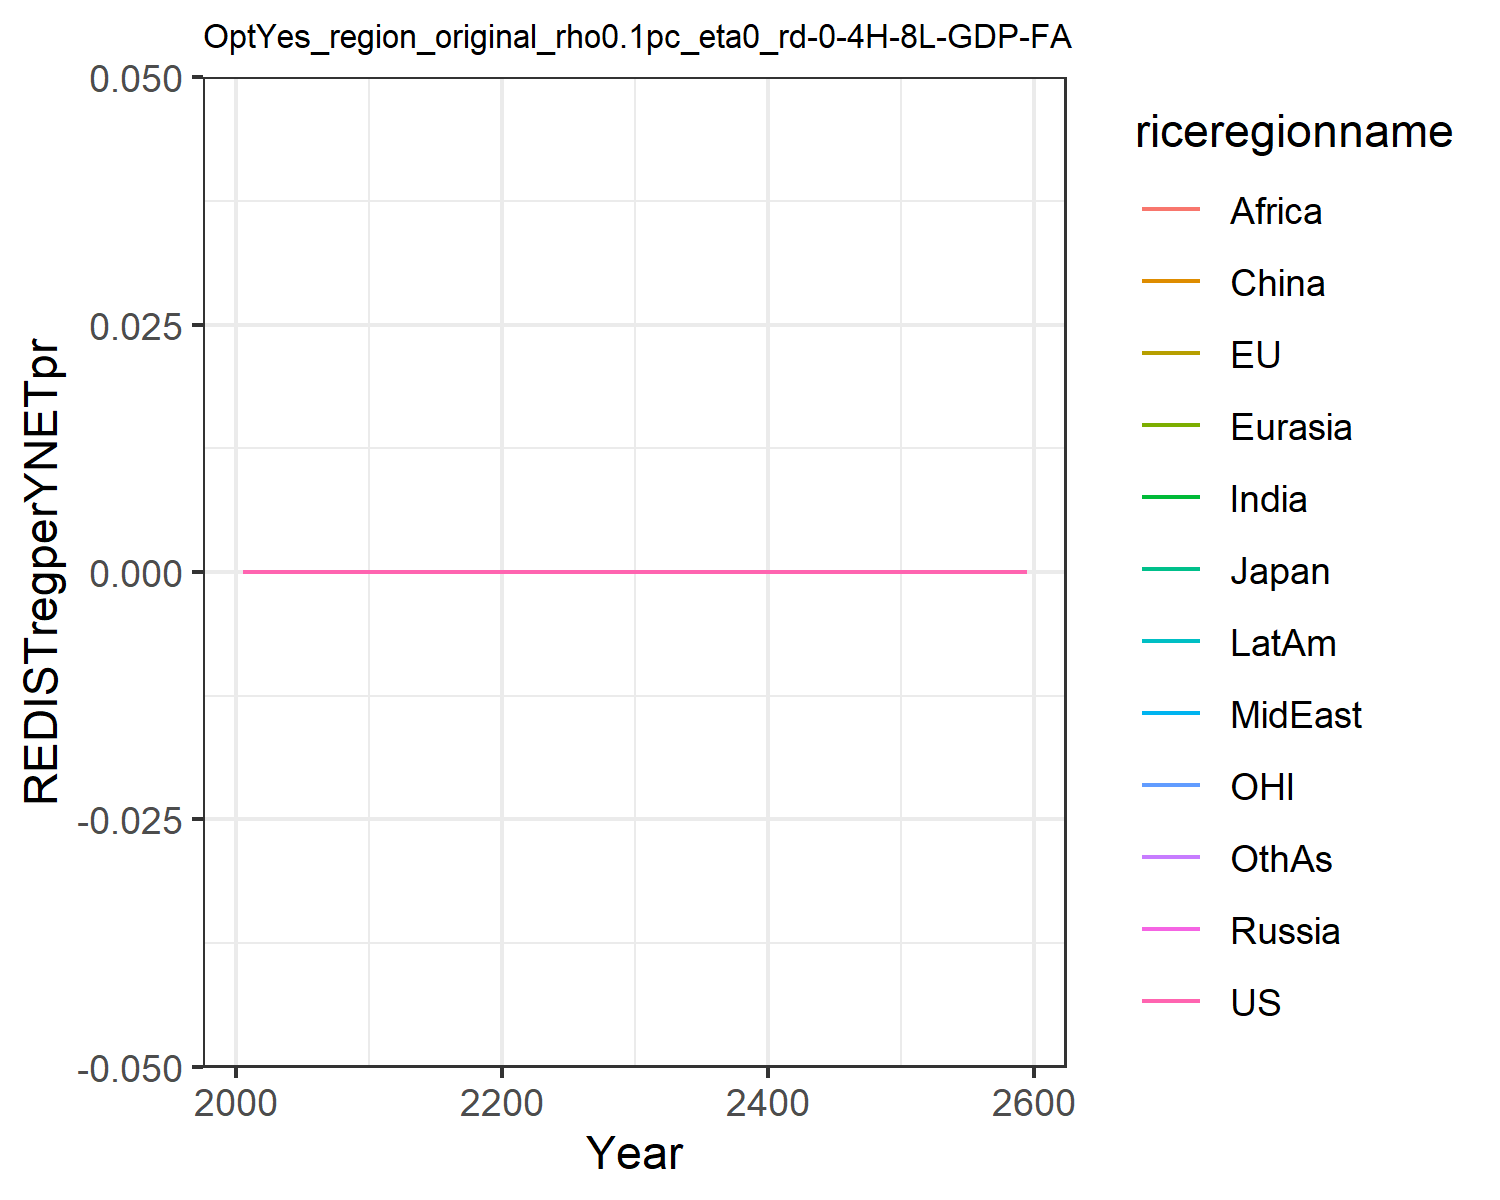 OptYes_region_original_rho0.1pc_eta0_rd-0-4H-8L-GDP-FA
0.050
0.025
0.000
-0.025
-0.050
REDISTregperYNETpr
2000 2200 2400 2600
Year
riceregionname
Africa
China
EU
Eurasia
India
Japan
LatAm
MidEast
OHI
OthAs
Russia
US